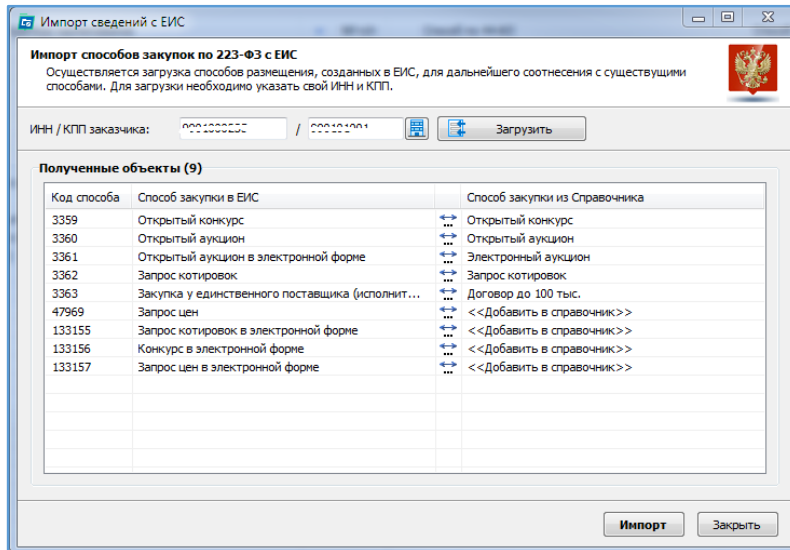 Импорт сведений с ЕИС
Импорт способов закупок по 223-ФЗ с ЕИС
Осуществляется загрузка способов размещения, созданных в ЕИС, для дальнейшего соотнесения с существущими
способами. Для загрузки необходимо указать свой ИНН и КПП.
ИНН / КПП заказчика: / Загрузить
Полученные объекты (9)
Код способа Способ закупки в ЕИС Способ закупки из Справочника
3359 Открытый конкурс Открытый конкурс
3360 Открытый аукцион Открытый аукцион
3361 Открытый аукцион в электронной форме Электронный аукцион
3362 Запрос котировок Запрос котировок
3363 Закупка у единственного поставщика (исполнит... Договор до 100 тыс.
47969 Запрос цен <<Добавить в справочник>>
133155 Запрос котировок в электронной форме <<Добавить в справочник>>
133156 Конкурс в электронной форме <<Добавить в справочник>>
133157 Запрос цен в электронной форме <<Добавить в справочник>>
Импорт Закрыть